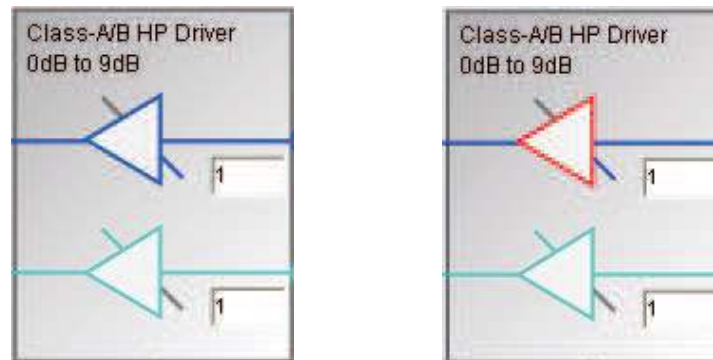 Class-A/B HP Driver
0dB to 9dB
1
1
Class-A/B HP Driver
0dB to 9dB
1
1